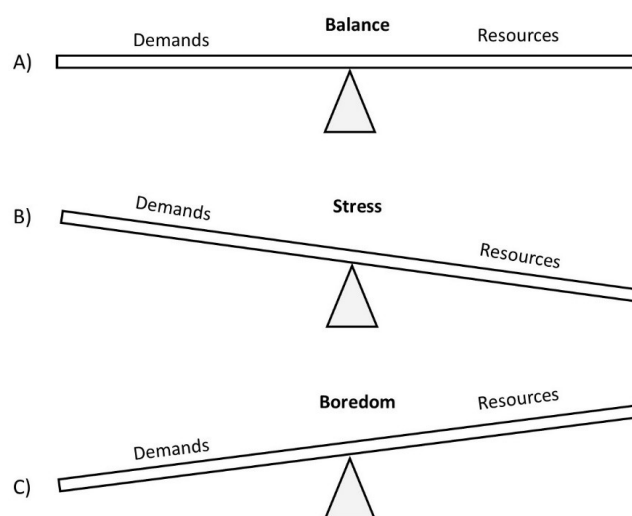 Balance
Demands
Resources
A)
Stress
Demands
B)
Resources
Boredom
Resources
Demands
C)